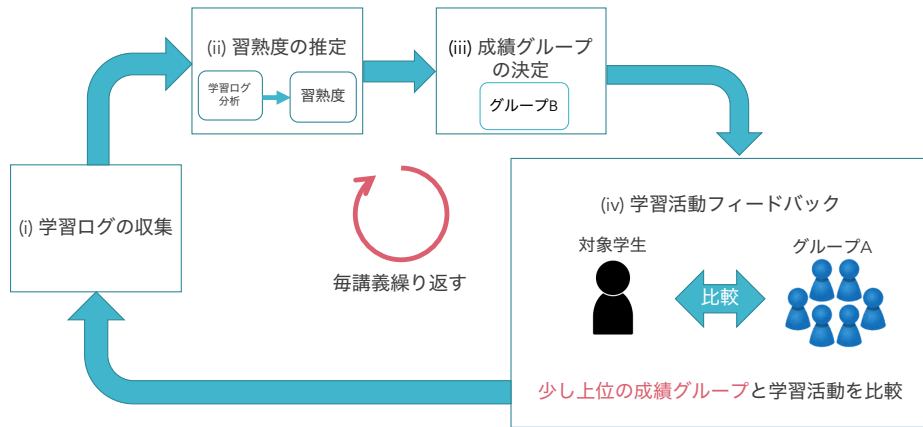 (i) 学習ログの収集
(ii) 習熟度の推定
学習ログ
分析
習熟度
(iii) 成績グループ
の決定
グループB
(iv) 学習活動フィードバック
対象学生
グループA
比較
少し上位の成績グループと学習活動を比較
毎講義繰り返す